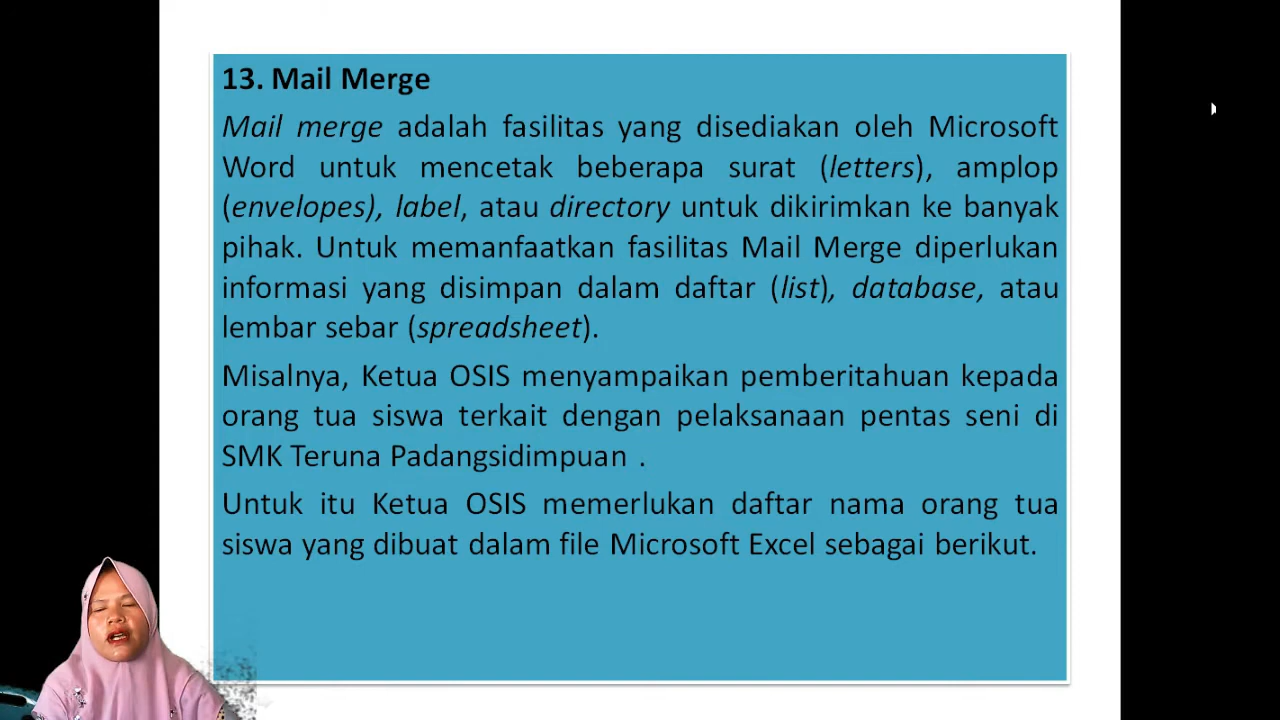 13. Mail Merge
Mail merge adalah fasilitas yang disediakan oleh Microsoft
Word untuk mencetak beberapa surat (letters), amplop
(envelopes), label, atau directory untuk dikirimkan ke banyak
pihak. Untuk memanfaatkan fasilitas Mail Merge diperlukan
informasi yang disimpan dalam daftar (list), database, atau
lembar sebar (spreadsheet).
Misalnya, Ketua OSIS menyampaikan pemberitahuan kepada
orang tua siswa terkait dengan pelaksanaan pentas seni di
SMK Teruna Padangsidimpuan .
Untuk itu Ketua OSIS memerlukan daftar nama orang tua
siswa yang dibuat dalam file Microsoft Excel sebagai berikut.